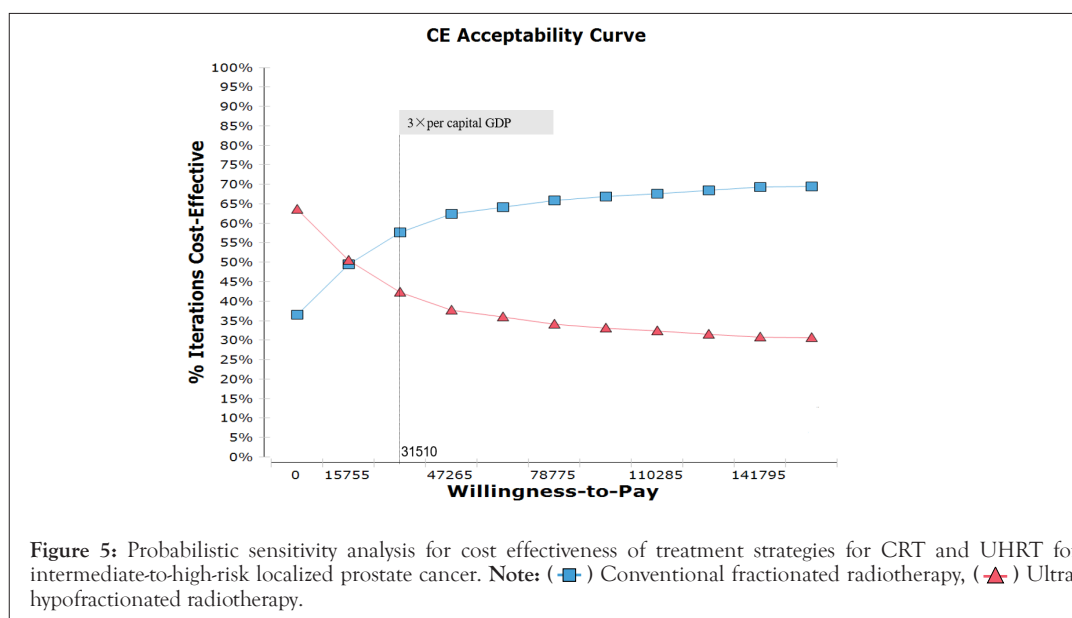 CE Acceptability Curve
100%
95%
90%
85%
80%
75%
70%
65%
60%
55%
50%
45%
40%
35%
30%
25%
20%
15%
10%
5%
0%
% Iterations Cost-Effective
3×per capital GDP
31510
0 15755 47265 78775 110285 141795
Willingness-to-Pay
Figure 5: Probabilistic sensitivity analysis for cost effectiveness of treatment strategies for CRT and UHRT fo
intermediate-to-high-risk localized prostate cancer. Note: ( ) Conventional fractionated radiotherapy, ( ) Ultra
hypofractionated radiotherapy.